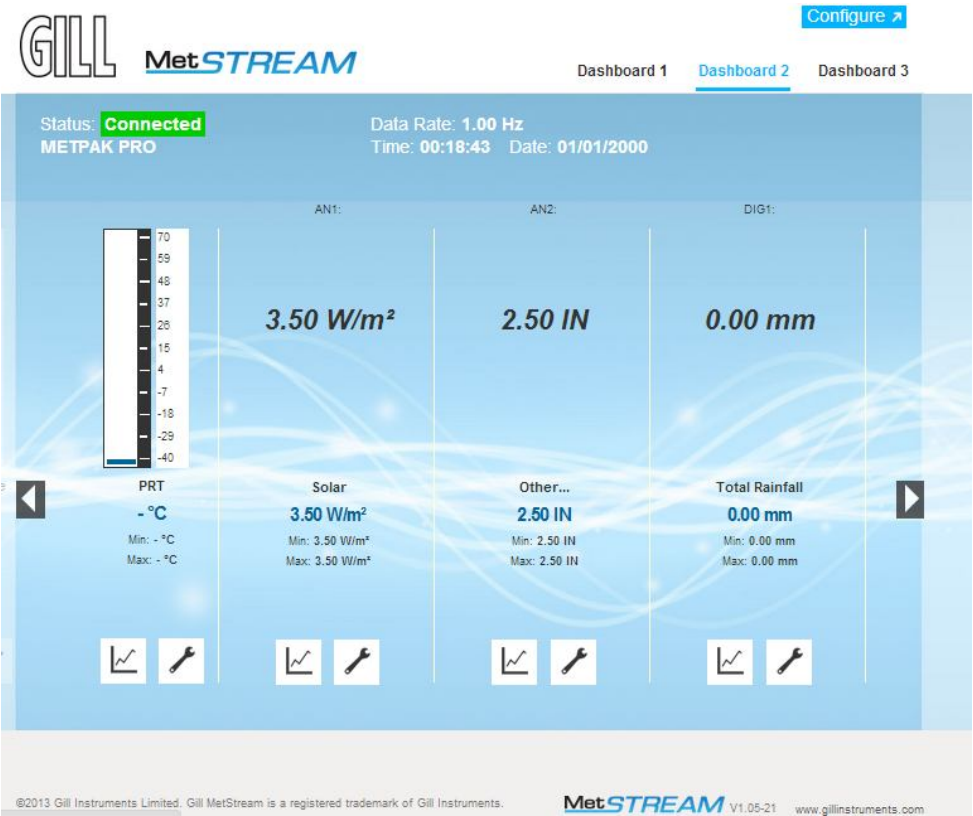 Configure
GILL
MetSTREAM
Dashboard 1 Dashboard 2 Dashboard 3
Status: Connected Data Rate: 1.00 Hz
METPAK PRO Time: 00:18:43 Date: 01/01/2000
AN1: AN2: DIG1:
70
59
48
37
26
15
4
-7
-18
-29
-40
3.50 W/m² 2.50 IN 0.00 mm
PRT Solar Other... Total Rainfall
- °C 3.50 W/m² 2.50 IN 0.00 mm
Min: - °C Min: 3.50 W/m² Min: 2.50 IN Min: 0.00 mm
Max: - °C Max: 3.50 W/m² Max: 2.50 IN Max: 0.00 mm
©2013 Gill Instruments Limited. Gill MetStream is a registered trademark of Gill Instruments. MetSTREAM V1.05-21 www.gillinstruments.com